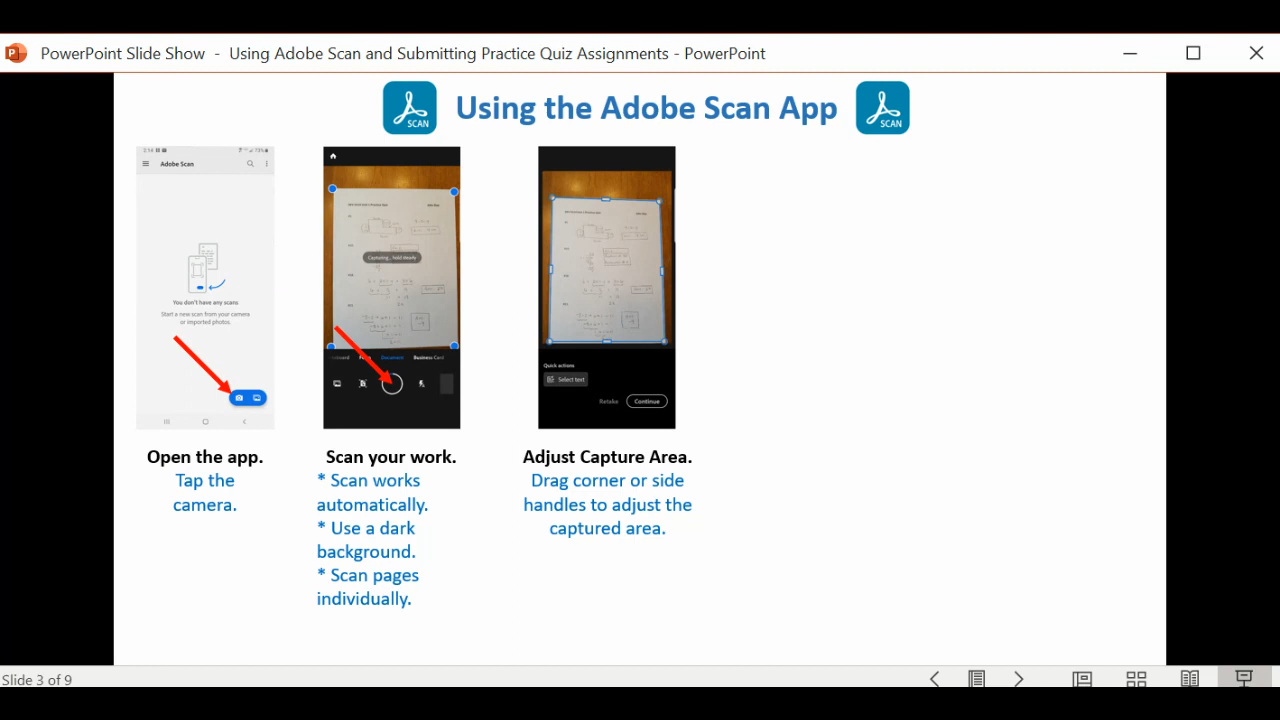 PowerPoint Slide Show - Using Adobe Scan and Submitting Practice Quiz Assignments - PowerPoint
SCAN
Using the Adobe Scan App
SCAN
2:14
73%
Adobe Scan
You don't have any scans
Start a new scan from your camera
or imported photos.
Capturing... hold steady
Document
Business Card
Quick actions
Select text
Retake
Continue
Open the app.
Tap the
camera.
Scan your work.
* Scan works
automatically.
* Use a dark
background.
* Scan pages
individually.
Adjust Capture Area.
Drag corner or side
handles to adjust the
captured area.
Slide 3 of 9